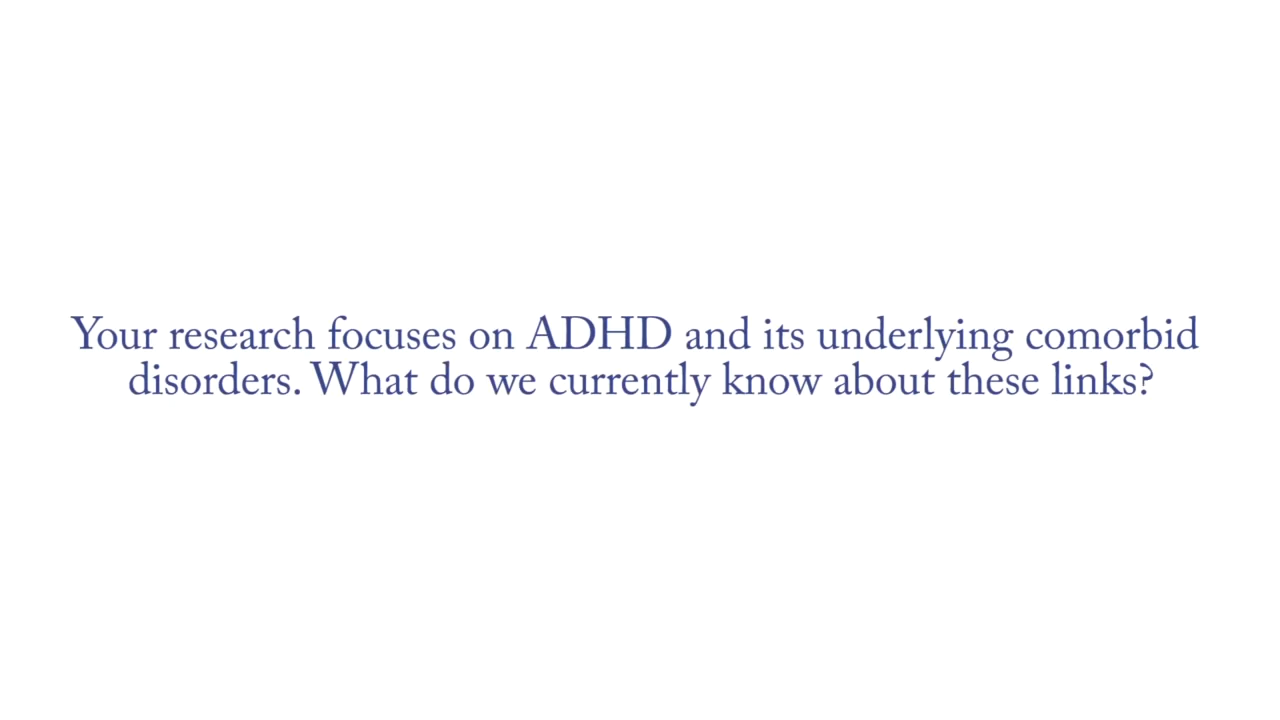 Your research focuses on ADHD and its underlying comorbid
disorders. What do we currently know about these links?